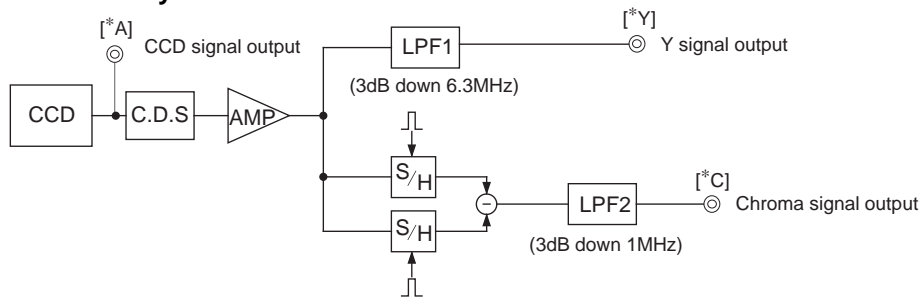 [*A]
CCD signal output
[*Y]
LPF1
Y signal output
(3dB down 6.3MHz)
CCD
C.D.S
AMP
S/H
[*C]
LPF2
Chroma signal output
S/H
(3dB down 1MHz)